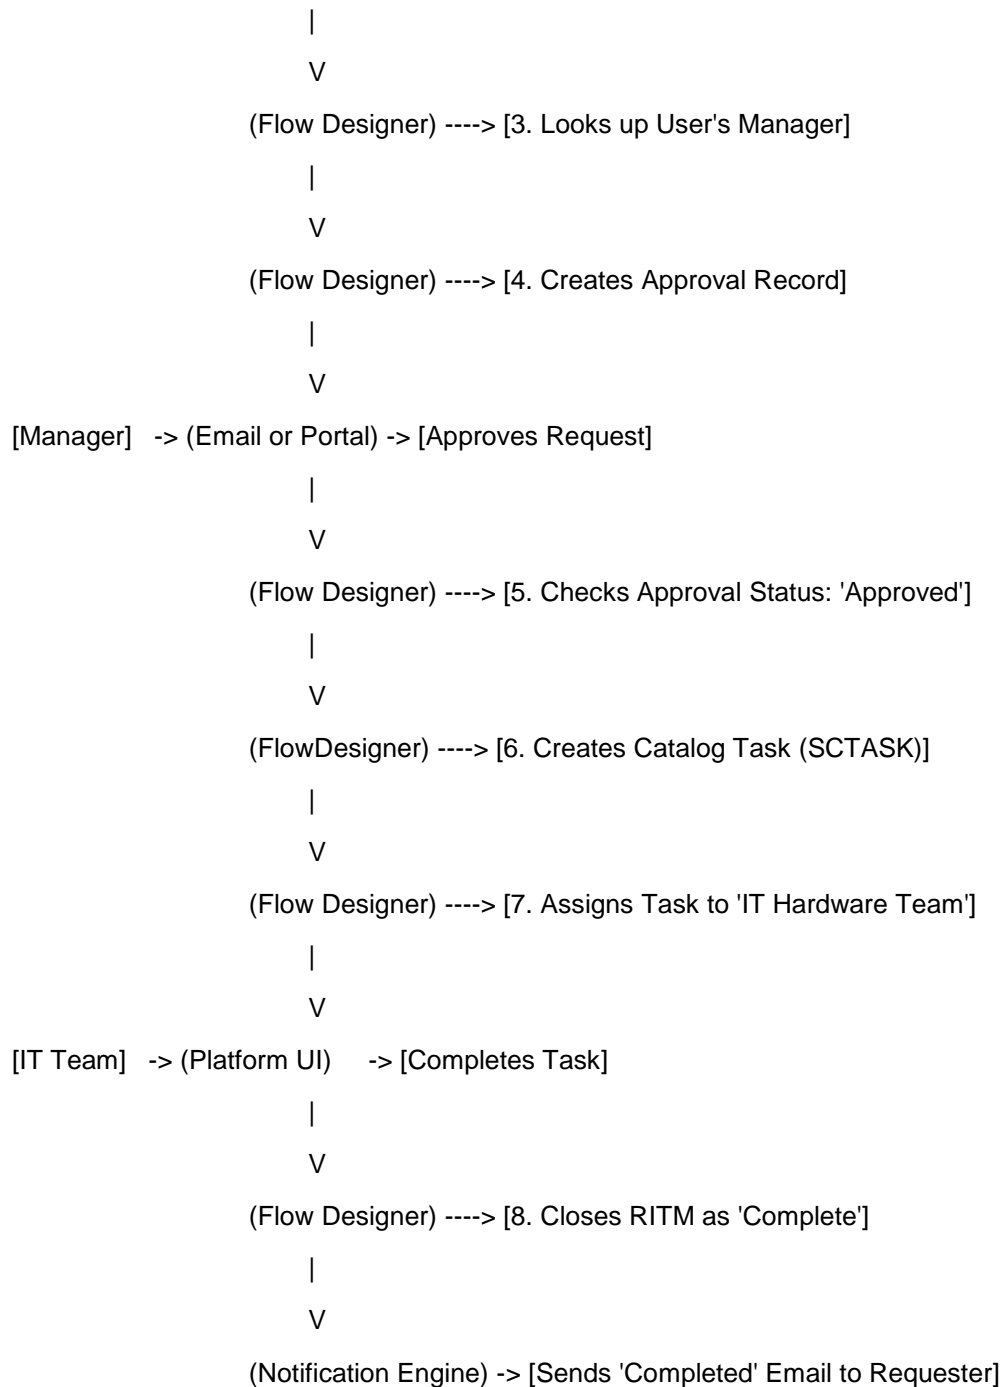 |
V
(Flow Designer) ----> [3. Looks up User's Manager]
|
V
(Flow Designer) ----> [4. Creates Approval Record]
|
V
[Manager] -> (Email or Portal) -> [Approves Request]
|
V
(Flow Designer) ----> [5. Checks Approval Status: 'Approved']
|
V
(FlowDesigner) ----> [6. Creates Catalog Task (SCTASK)]
|
V
(Flow Designer) ----> [7. Assigns Task to 'IT Hardware Team']
|
V
[IT Team] -> (Platform UI) -> [Completes Task]
|
V
(Flow Designer) ----> [8. Closes RITM as 'Complete']
|
V
(Notification Engine) -> [Sends 'Completed' Email to Requester]